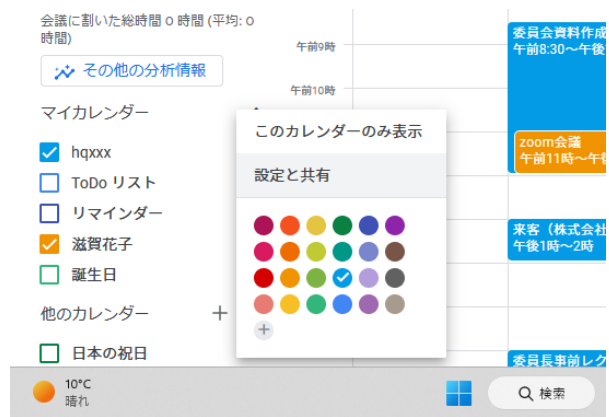 会議に割いた総時間 0 時間 (平均: 0
時間)
その他の分析情報
マイカレンダー
hqxxx
ToDo リスト
リマインダー
滋賀花子
誕生日
他のカレンダー
日本の祝日
このカレンダーのみ表示
設定と共有
午前9時
午前10時
委員会資料作成
午前8:30～午後
zoom会議
午前11時～午後
来客（株式会社
午後1時～2時
委員長事前レク
10°C
晴れ
検索